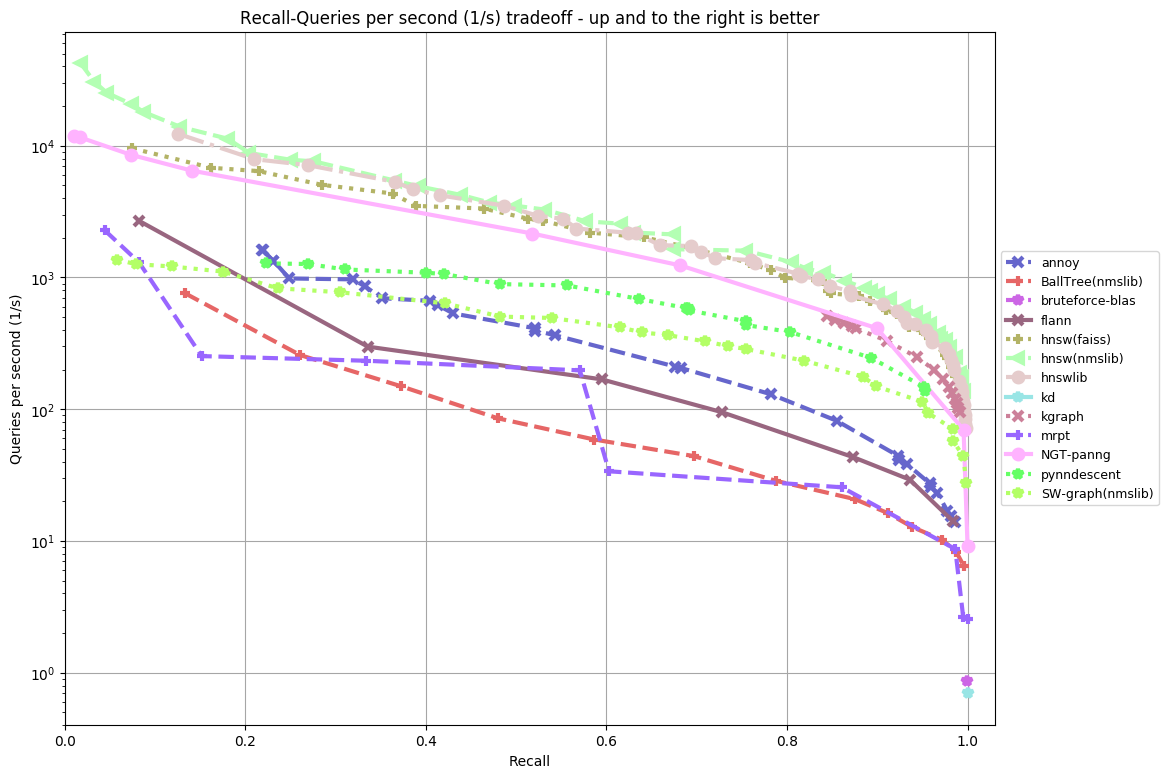 Recall-Queries per second (1/s) tradeoff - up and to the right is better
Queries per second (1/s)
10^4
10^3
10^2
10^1
10^0
0.0 0.2 0.4 0.6 0.8 1.0
Recall
annoy
BallTree(nmslib)
bruteforce-blas
flann
hnsw(faiss)
hnsw(nmslib)
hnswlib
kd
kgraph
mrpt
NGT-panng
pynndescent
SW-graph(nmslib)